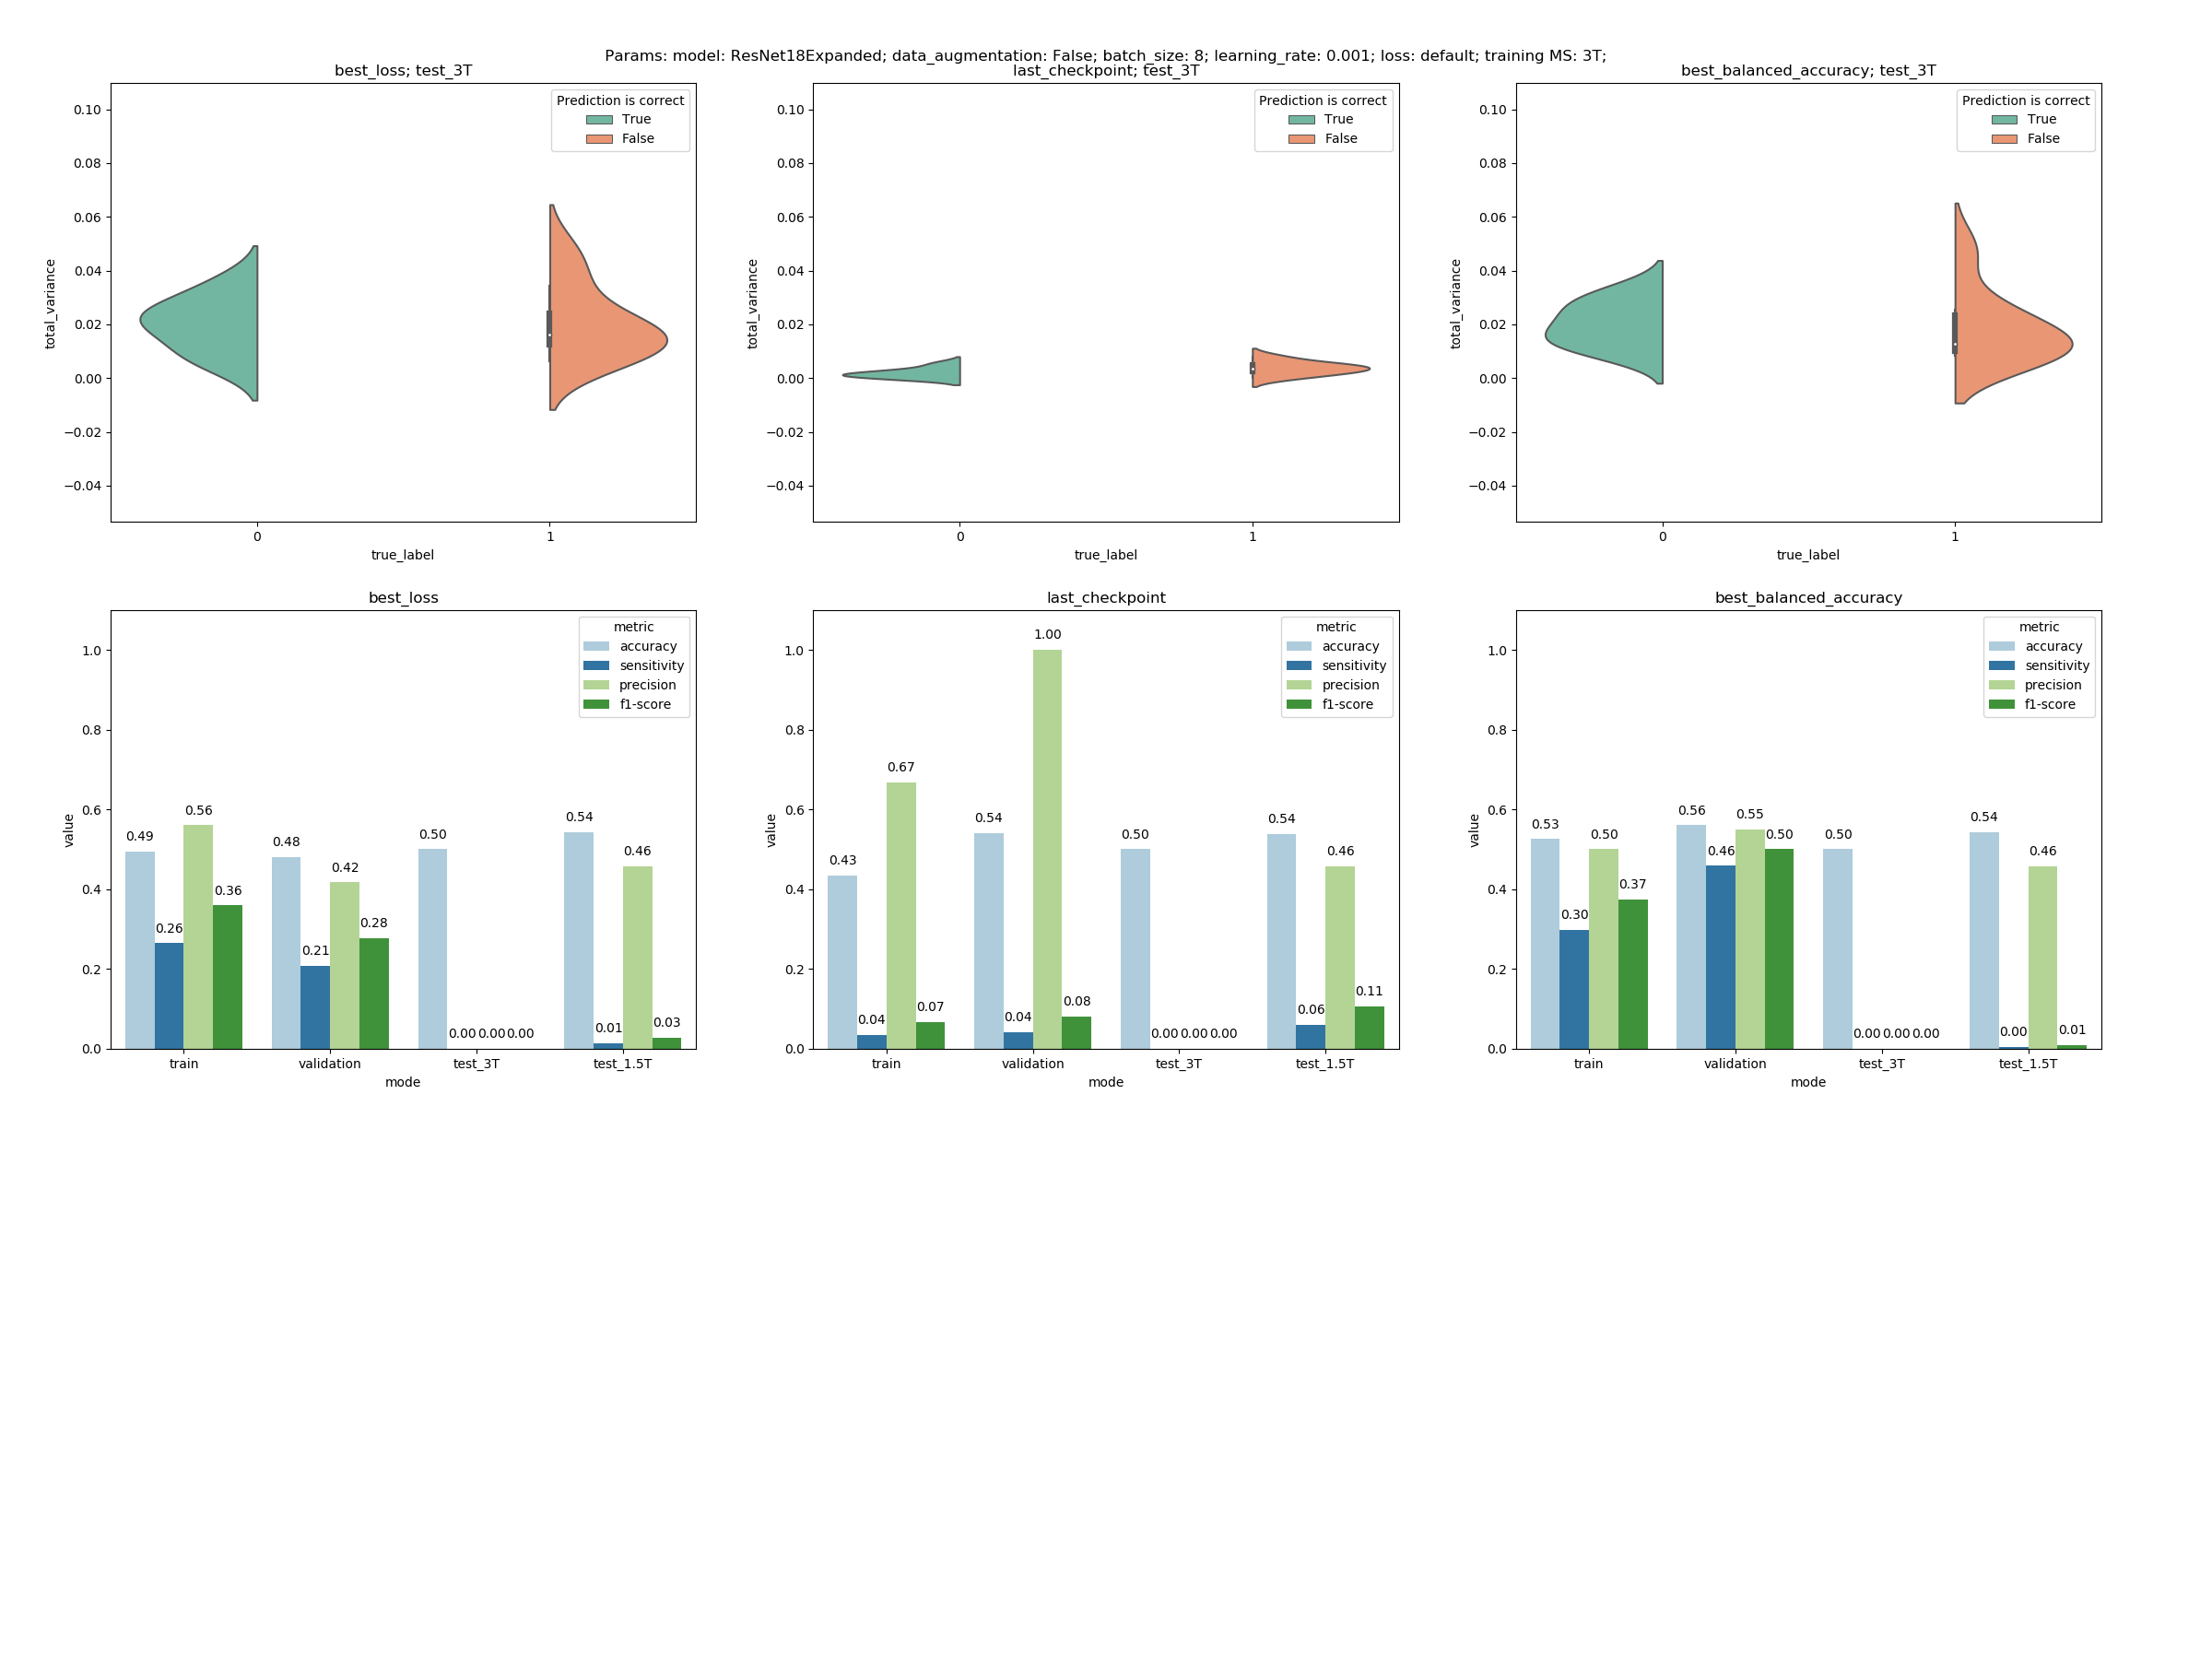 Params: model: ResNet18Expanded; data_augmentation: False; batch_size: 8; learning_rate: 0.001; loss: default; training MS: 3T;
best_loss; test_3T
Prediction is correct
True
False
0.10
0.08
0.06
0.04
0.02
0.00
−0.02
−0.04
total_variance
0 1
true_label
last_checkpoint; test_3T
Prediction is correct
True
False
0.10
0.08
0.06
0.04
0.02
0.00
−0.02
−0.04
total_variance
0 1
true_label
best_balanced_accuracy; test_3T
Prediction is correct
True
False
0.10
0.08
0.06
0.04
0.02
0.00
−0.02
−0.04
total_variance
0 1
true_label
best_loss
metric
accuracy
sensitivity
precision
f1-score
1.0
0.8
0.6
0.4
0.2
0.0
value
0.49 0.26 0.56 0.36
0.48 0.21 0.42 0.28
0.50 0.00 0.00 0.00
0.54 0.01 0.46 0.03
train validation test_3T test_1.5T
mode
last_checkpoint
metric
accuracy
sensitivity
precision
f1-score
1.0
0.8
0.6
0.4
0.2
0.0
value
0.43 0.04 0.67 0.07
0.54 0.04 1.00 0.08
0.50 0.00 0.00 0.00
0.54 0.06 0.46 0.11
train validation test_3T test_1.5T
mode
best_balanced_accuracy
metric
accuracy
sensitivity
precision
f1-score
1.0
0.8
0.6
0.4
0.2
0.0
value
0.53 0.30 0.50 0.37
0.56 0.46 0.55 0.50
0.50 0.00 0.00 0.00
0.54 0.00 0.46 0.01
train validation test_3T test_1.5T
mode